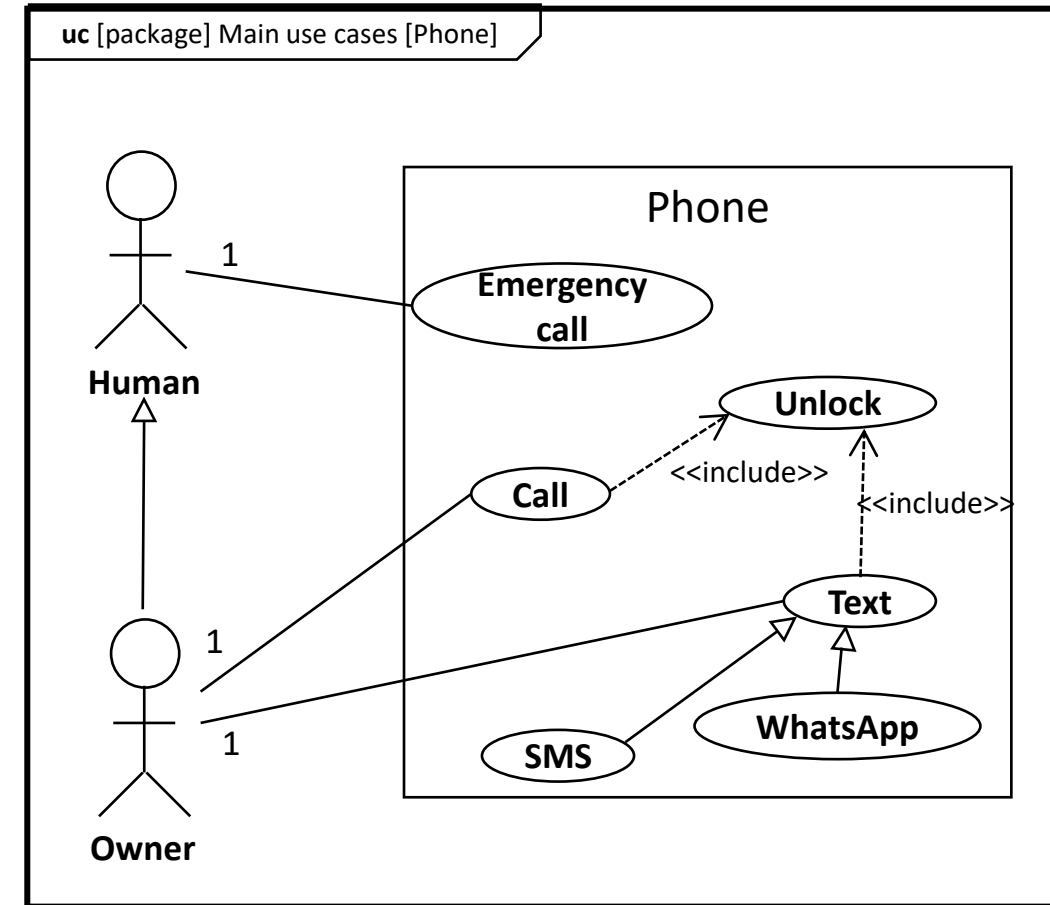 uc [package] Main use cases [Phone]
Phone
1
Emergency
call
Human
Unlock
<<include>>
Call
<<include>>
Text
1
1
WhatsApp
SMS
Owner